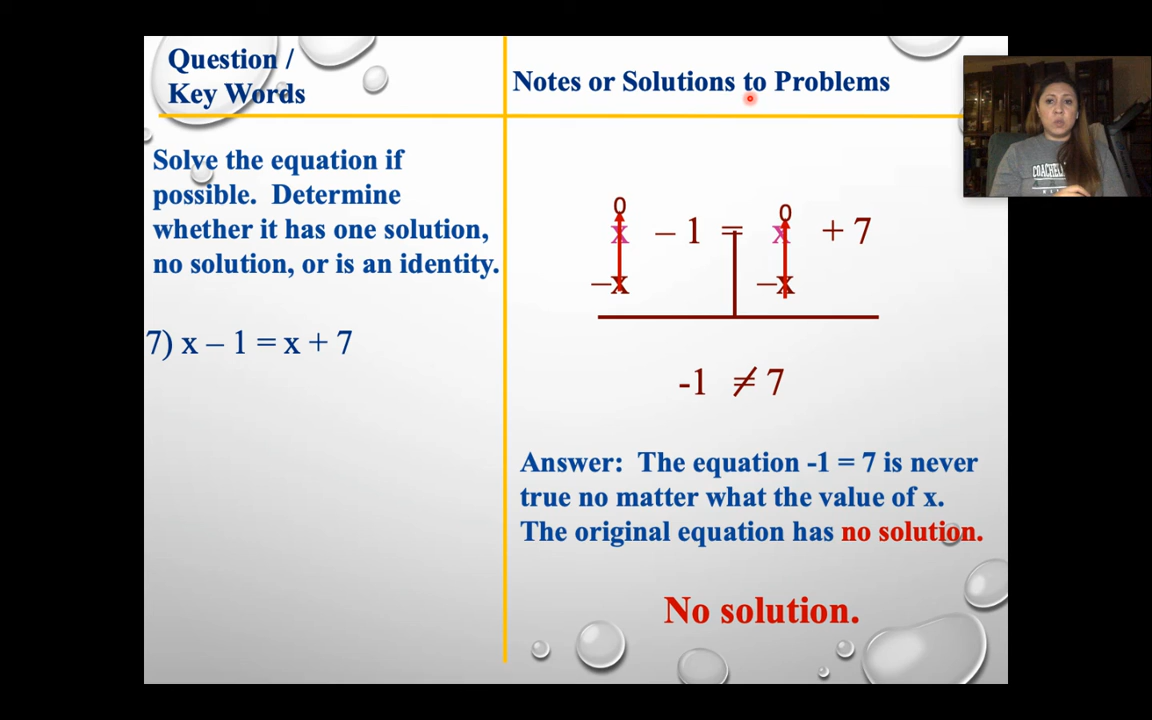 Question /
Key Words
Notes or Solutions to Problems
Solve the equation if
possible. Determine
whether it has one solution,
no solution, or is an identity.
7) x – 1 = x + 7
0 0
x – 1 = x + 7
–x –x
-1 ≠ 7
Answer: The equation -1 = 7 is never
true no matter what the value of x.
The original equation has no solution.
No solution.